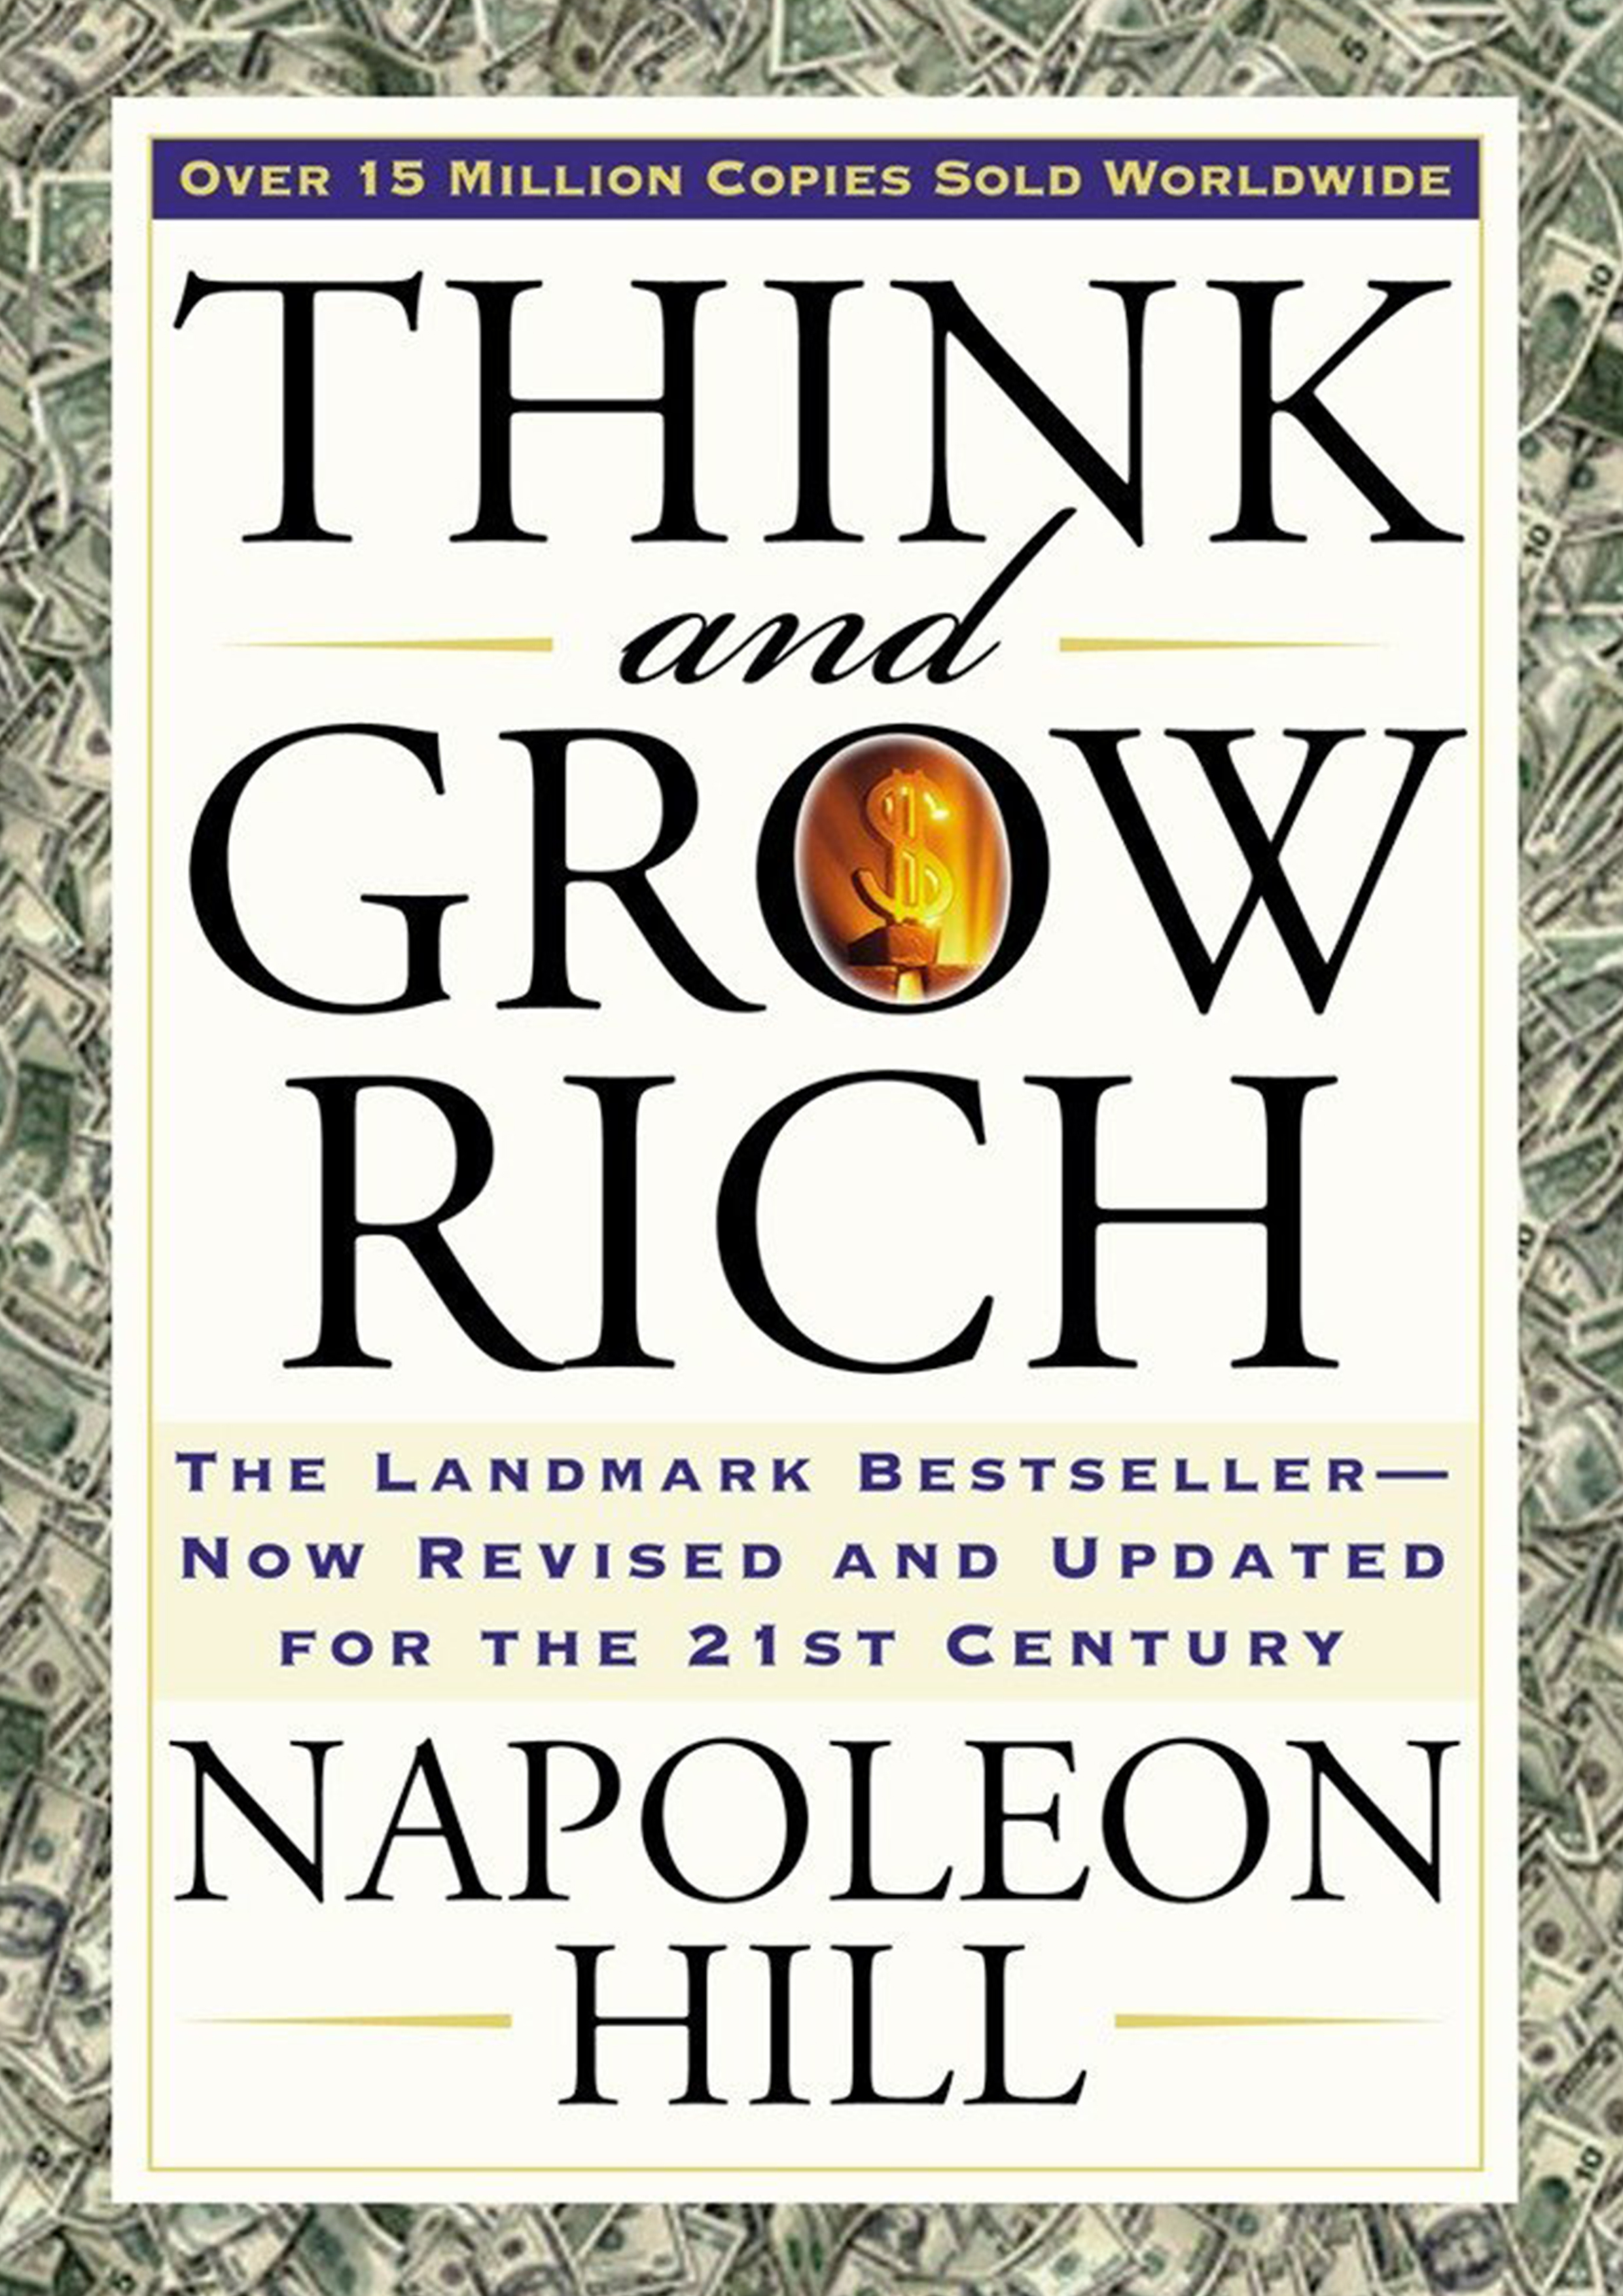 OVER 15 MILLION COPIES SOLD WORLDWIDE
THINK
and
GROW
RICH
THE LANDMARK BESTSELLER—
NOW REVISED AND UPDATED
FOR THE 21ST CENTURY
NAPOLEON
HILL